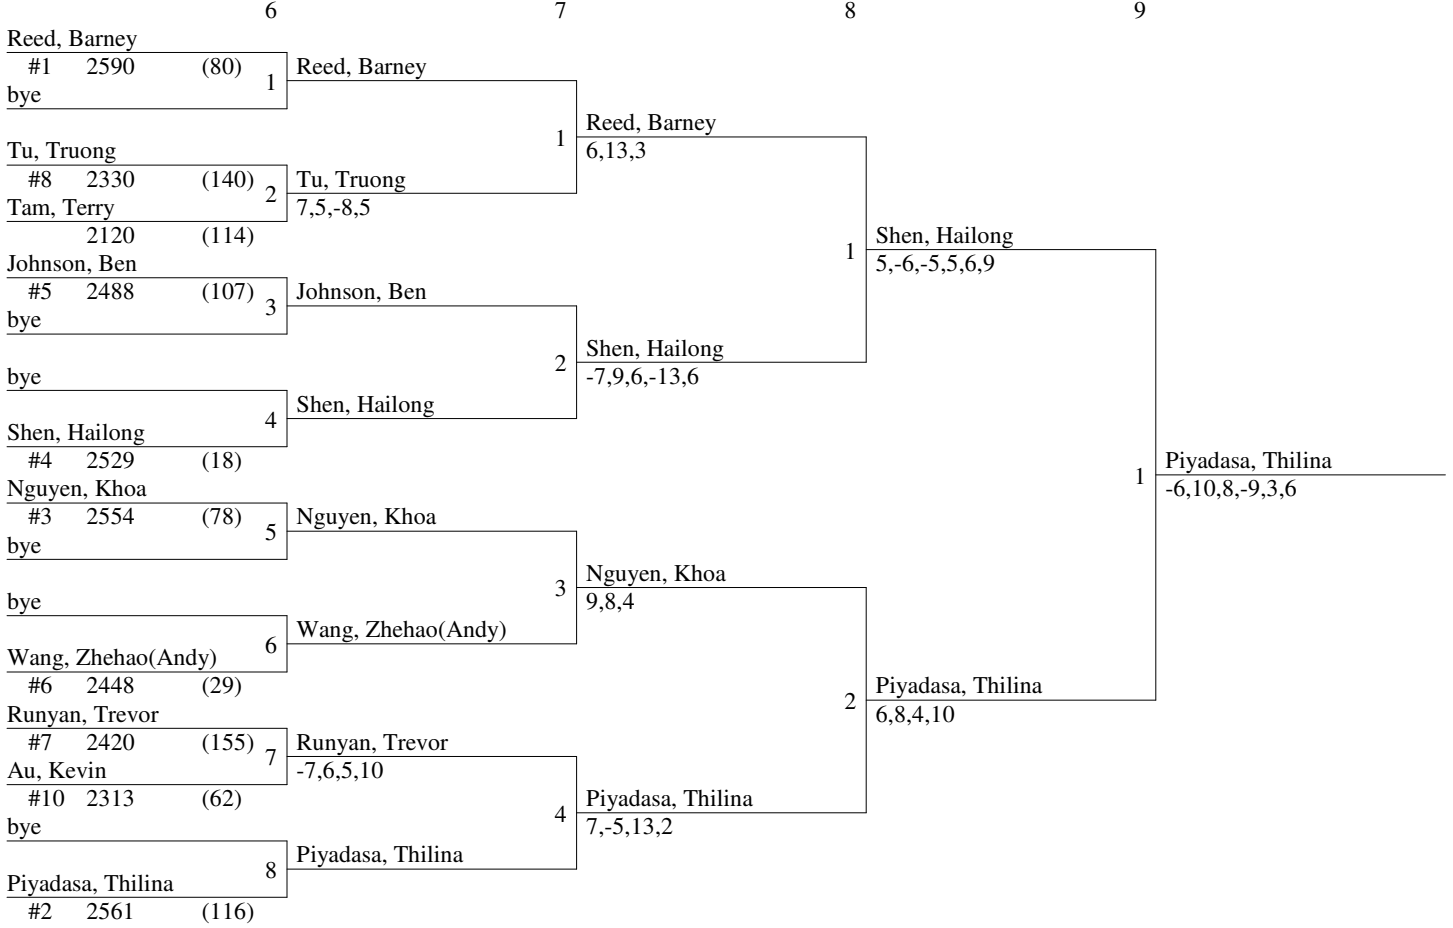 6 7 8 9
Reed, Barney
#1 2590 (80)
bye
1
Reed, Barney
Tu, Truong
#8 2330 (140)
Tam, Terry
2120 (114)
2
Tu, Truong
7,5,-8,5
Johnson, Ben
#5 2488 (107)
bye
3
Johnson, Ben
bye
Shen, Hailong
#4 2529 (18)
4
Shen, Hailong
Nguyen, Khoa
#3 2554 (78)
bye
5
Nguyen, Khoa
bye
Wang, Zhehao(Andy)
#6 2448 (29)
6
Wang, Zhehao(Andy)
Runyan, Trevor
#7 2420 (155)
Au, Kevin
#10 2313 (62)
7
Runyan, Trevor
-7,6,5,10
bye
Piyadasa, Thilina
#2 2561 (116)
8
Piyadasa, Thilina
1
Reed, Barney
6,13,3
2
Shen, Hailong
-7,9,6,-13,6
3
Nguyen, Khoa
9,8,4
4
Piyadasa, Thilina
7,-5,13,2
1
Shen, Hailong
5,-6,-5,5,6,9
2
Piyadasa, Thilina
6,8,4,10
1
Piyadasa, Thilina
-6,10,8,-9,3,6